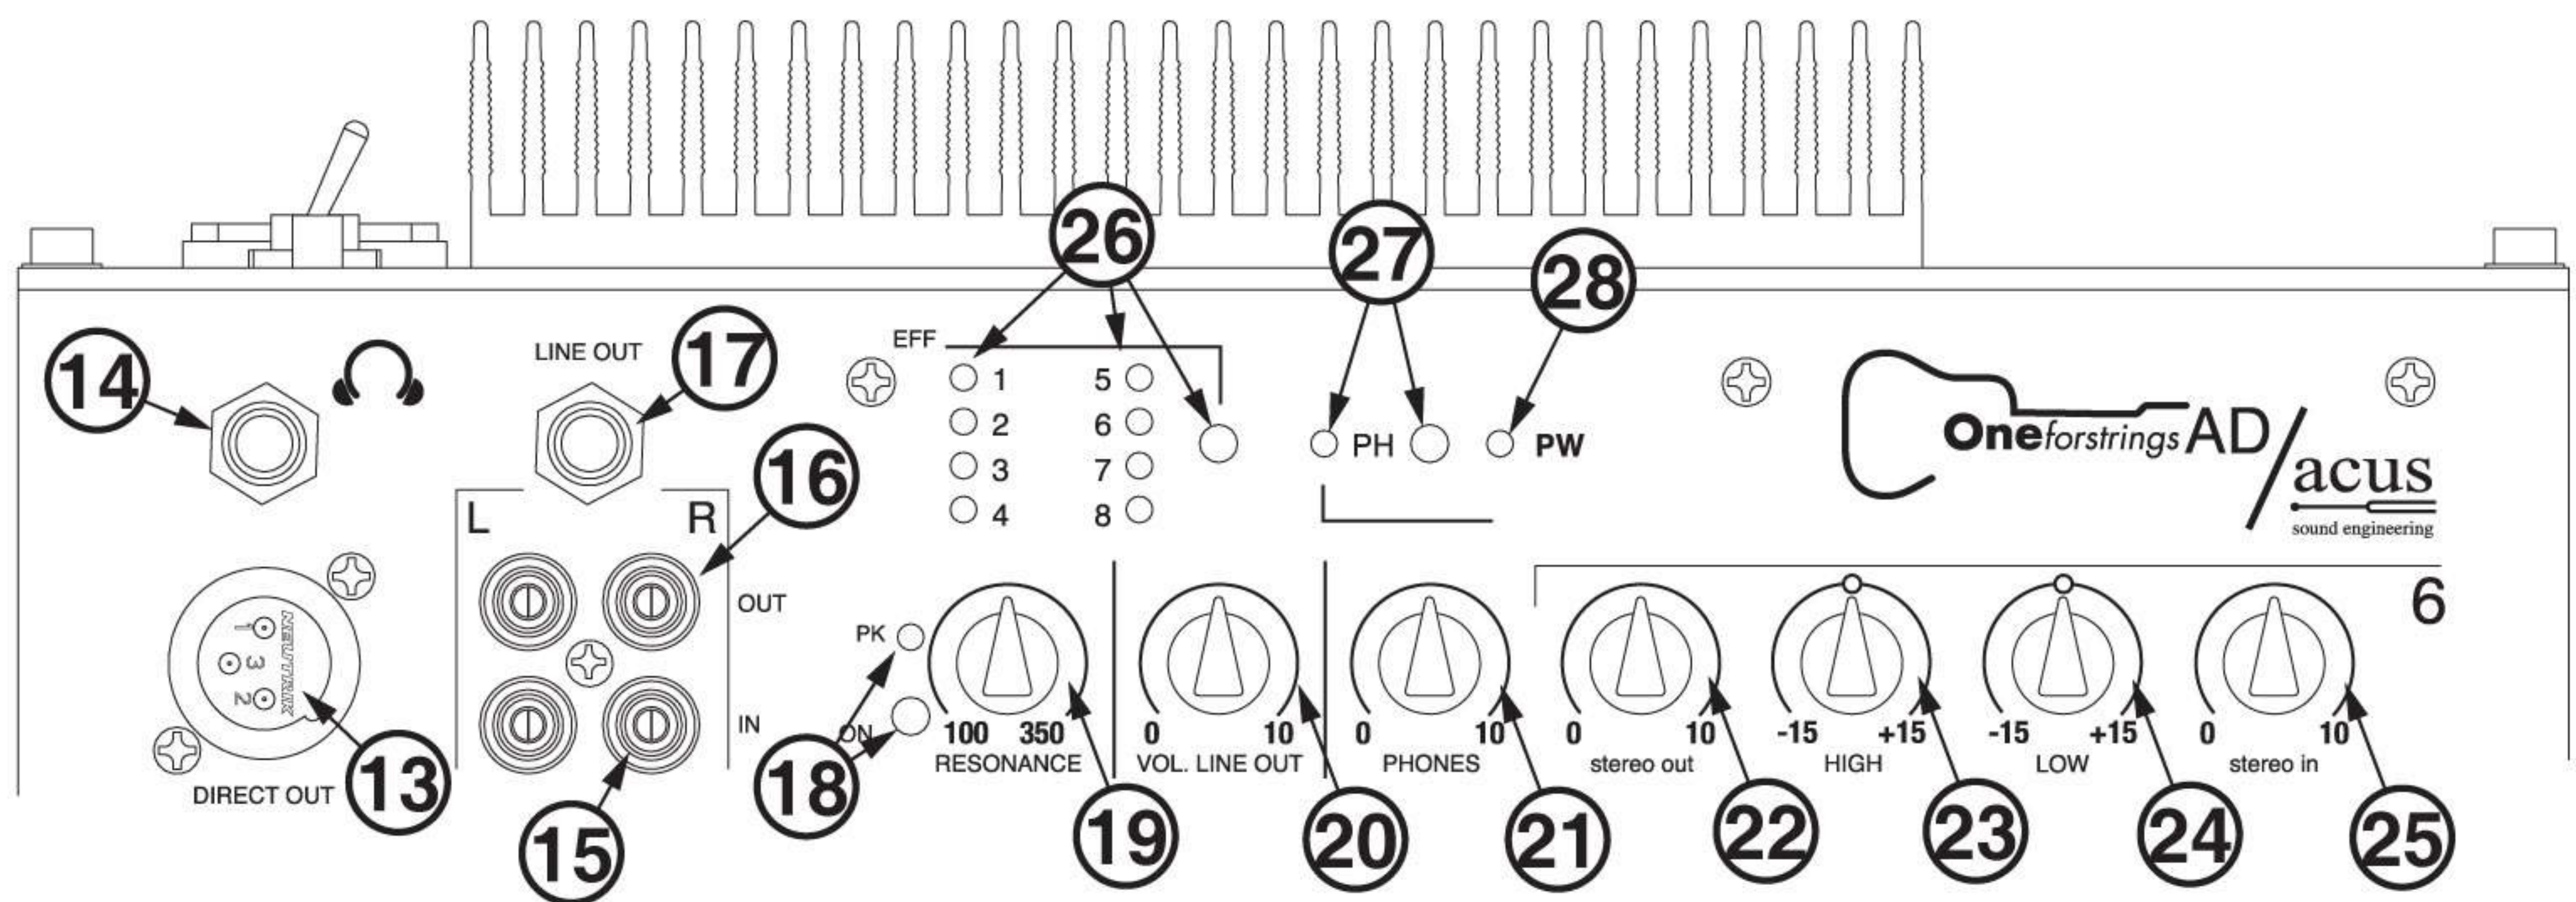 26
27
28
14
LINE OUT
17
EFF
1 5
2 6
3 7
4 8
PH
PW
OneforstringsAD/
acus
sound engineering
16
L R
OUT
IN
6
NEUTRIK
1
3
2
DIRECT OUT
13
15
PK
ON
18
100 350
RESONANCE
19
0 10
VOL. LINE OUT
20
0 10
PHONES
21
0 10
stereo out
22
-15 +15
HIGH
23
-15 +15
LOW
24
0 10
stereo in
25